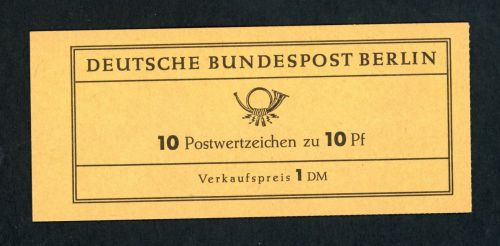 DEUTSCHE BUNDESPOST BERLIN
10 Postwertzeichen zu 10 Pf
Verkaufspreis 1 DM